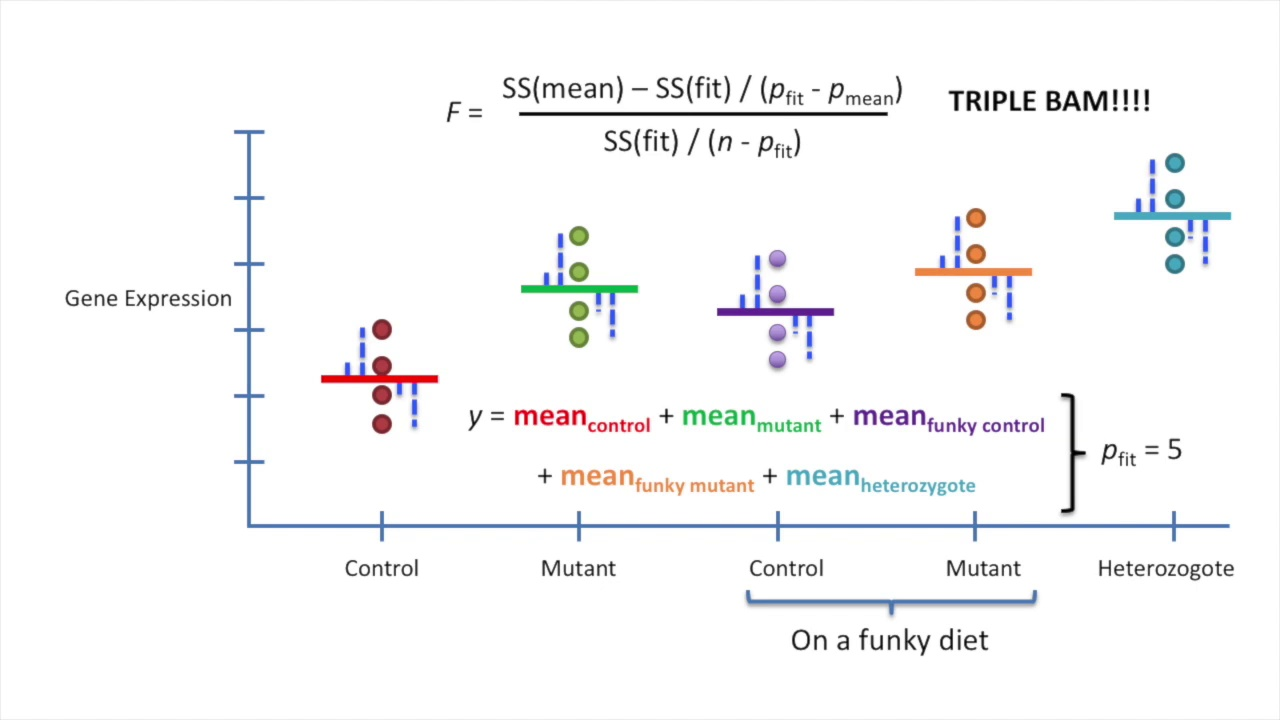 SS(mean) – SS(fit) / (pfit - pmean)
F =
SS(fit) / (n - pfit)
TRIPLE BAM!!!!
Gene Expression
y = meancontrol + meanmutant + meanfunky control
+ meanfunky mutant + meanheterozygote
pfit = 5
Control
Mutant
Control
Mutant
Heterozogote
On a funky diet